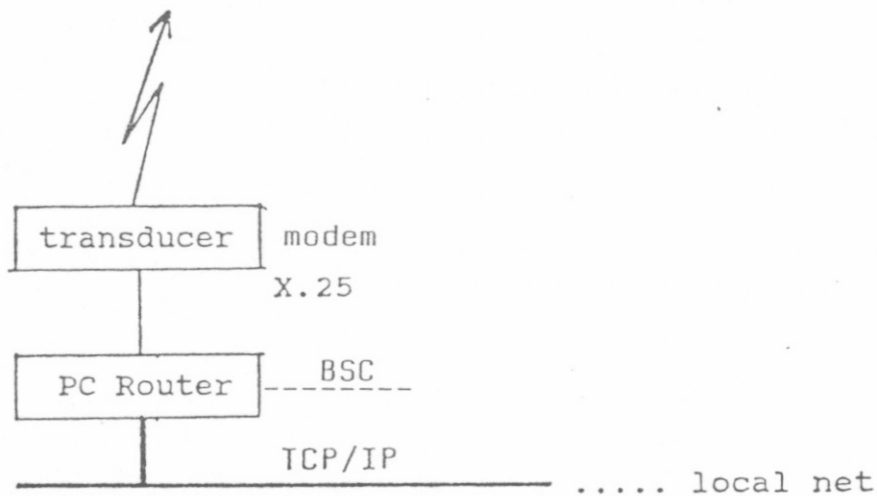 transducer modem
X.25
PC Router BSC
TCP/IP
..... local net